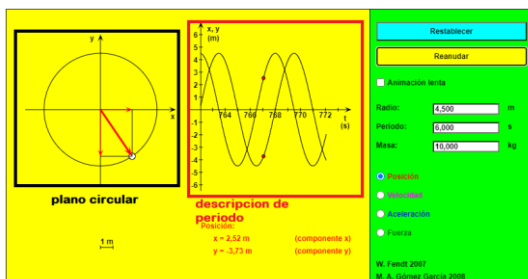 y
x
plano circular
1 m
x, y
(m)
6
5
4
3
2
1
-1
-2
-3
-4
-5
-6
764
766
768
770
772
t
(s)
descripcion de
periodo
Posición:
x = 2,52 m (componente x)
y = -3,73 m (componente y)
Restablecer
Reanudar
Animación lenta
Radio: 4,500 m
Periodo: 6,000 s
Masa: 10,000 kg
Posición
Velocidad
Aceleración
Fuerza
W. Fendt 2007
M. A. Gómez García 2008